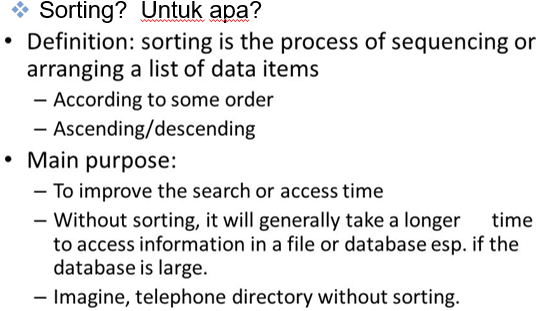 ❖ Sorting? Untuk apa?
• Definition: sorting is the process of sequencing or
arranging a list of data items
– According to some order
– Ascending/descending
• Main purpose:
– To improve the search or access time
– Without sorting, it will generally take a longer time
to access information in a file or database esp. if the
database is large.
– Imagine, telephone directory without sorting.